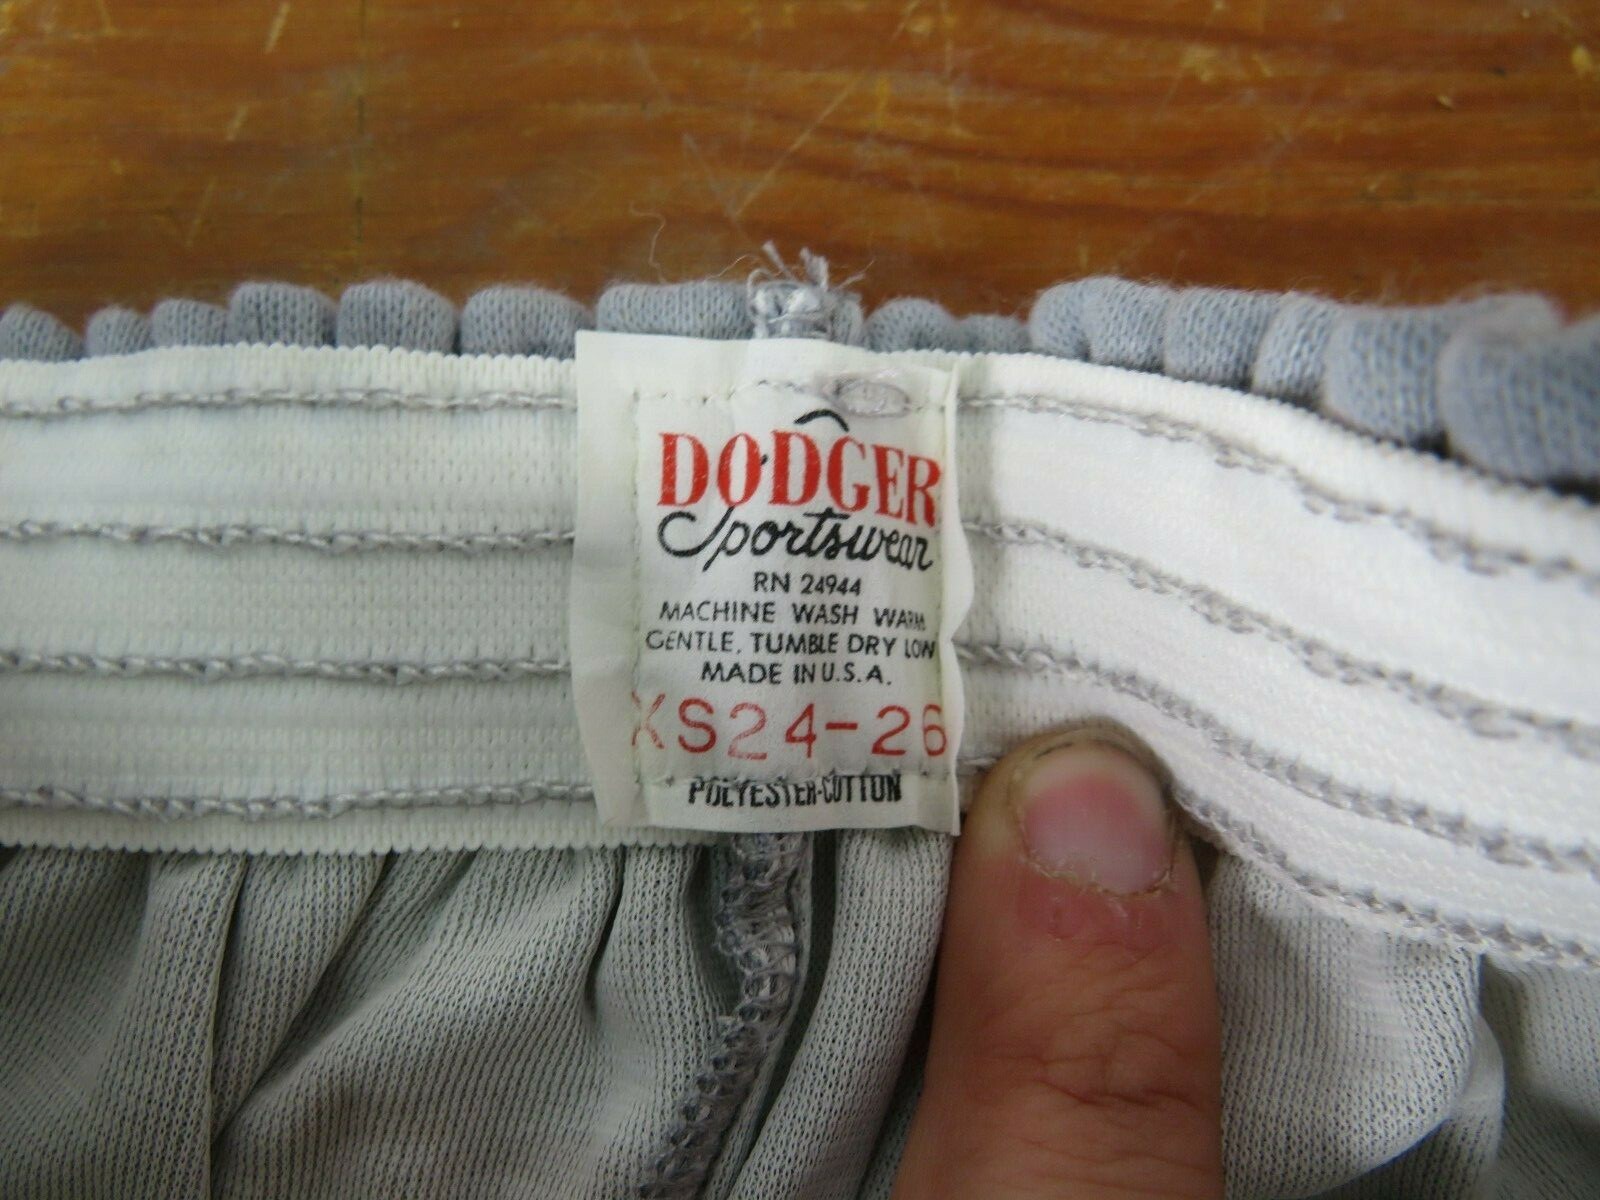 DODGER
Sportswear
RN 24944
MACHINE WASH WARM
GENTLE, TUMBLE DRY LOW
MADE IN U.S.A.
XS24-26
POLYESTER-COTTON